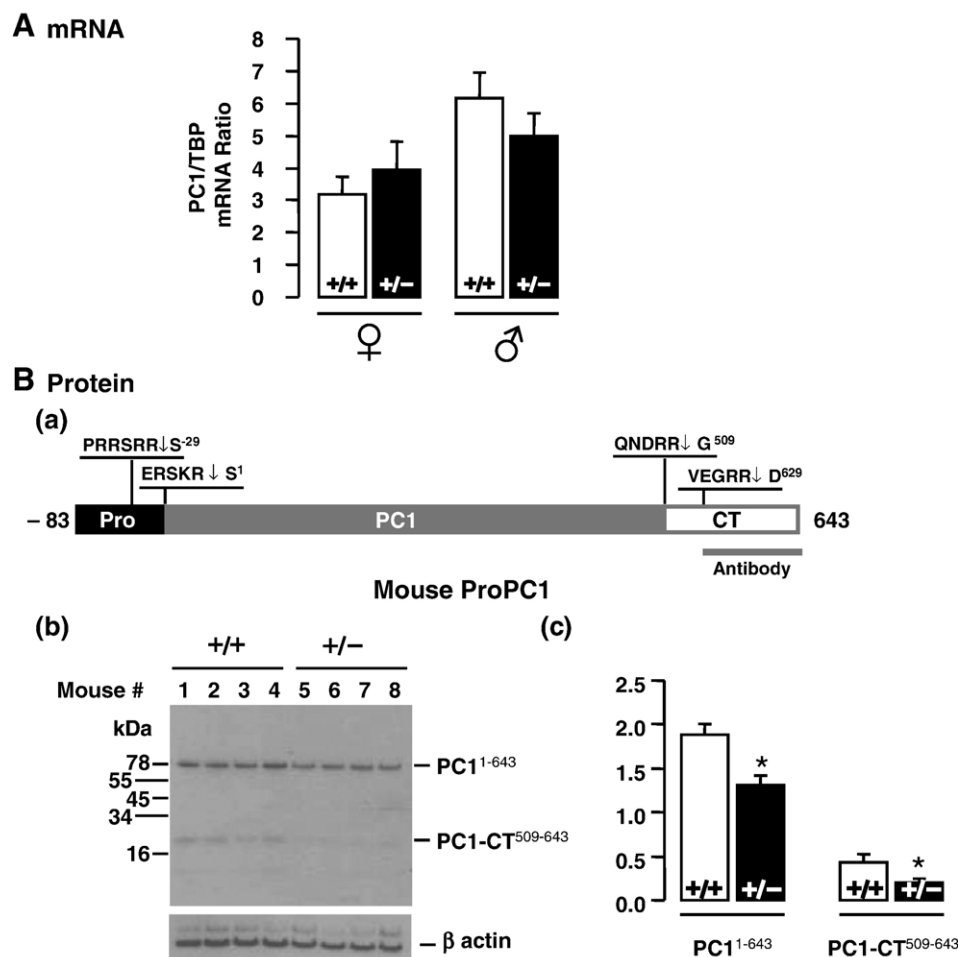 A mRNA
8
7
6
5
4
3
2
1
0
PC1/TBP
mRNA Ratio
+/+
+/−
+/+
+/−
♀
♂
B Protein
(a)
PRRSRR↓S-29
ERSKR ↓ S1
QNDRR↓ G509
VEGRR↓ D629
– 83
Pro
PC1
CT
643
Antibody
Mouse ProPC1
(b)
+/+
+/−
Mouse #
1 2 3 4 5 6 7 8
kDa
78
55
45
34
16
PC11-643
PC1-CT509-643
β actin
(c)
2.5
2.0
1.5
1.0
0.5
0.0
*
*
+/+
+/−
+/+
+/−
PC11-643
PC1-CT509-643